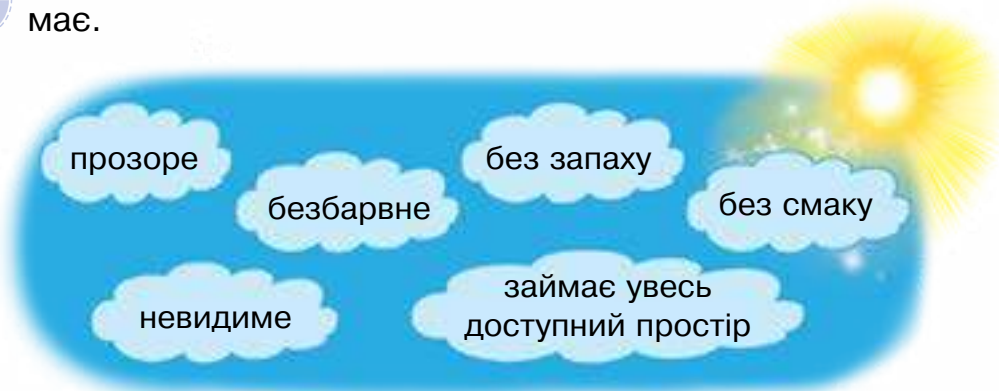 має.
прозоре
без запаху
безбарвне
без смаку
невидиме
займає увесь
доступний простір